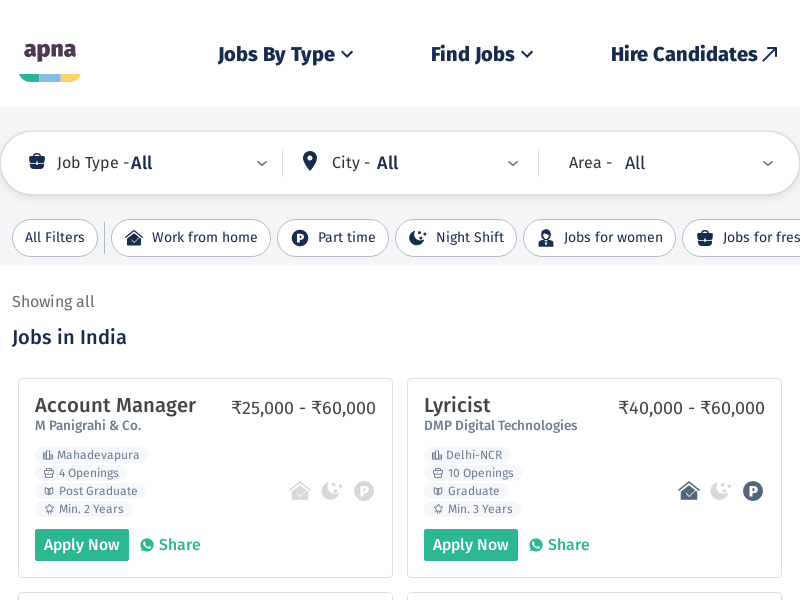 apna
Jobs By Type
Find Jobs
Hire Candidates
Job Type - All
City - All
Area - All
All Filters
Work from home
Part time
Night Shift
Jobs for women
Jobs for fres
Showing all
Jobs in India
Account Manager
₹25,000 - ₹60,000
M Panigrahi & Co.
Mahadevapura
4 Openings
Post Graduate
Min. 2 Years
P
Apply Now
Share
Lyricist
₹40,000 - ₹60,000
DMP Digital Technologies
Delhi-NCR
10 Openings
Graduate
Min. 3 Years
P
Apply Now
Share